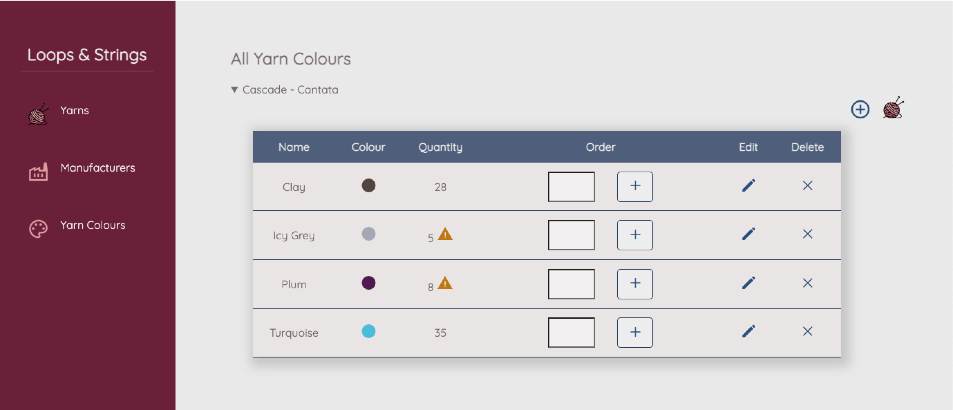 Loops & Strings
Yarns
Manufacturers
Yarn Colours
All Yarn Colours
▼ Cascade - Cantata
Name Colour Quantity Order Edit Delete
Clay 28
Icy Grey 5
Plum 8
Turquoise 35